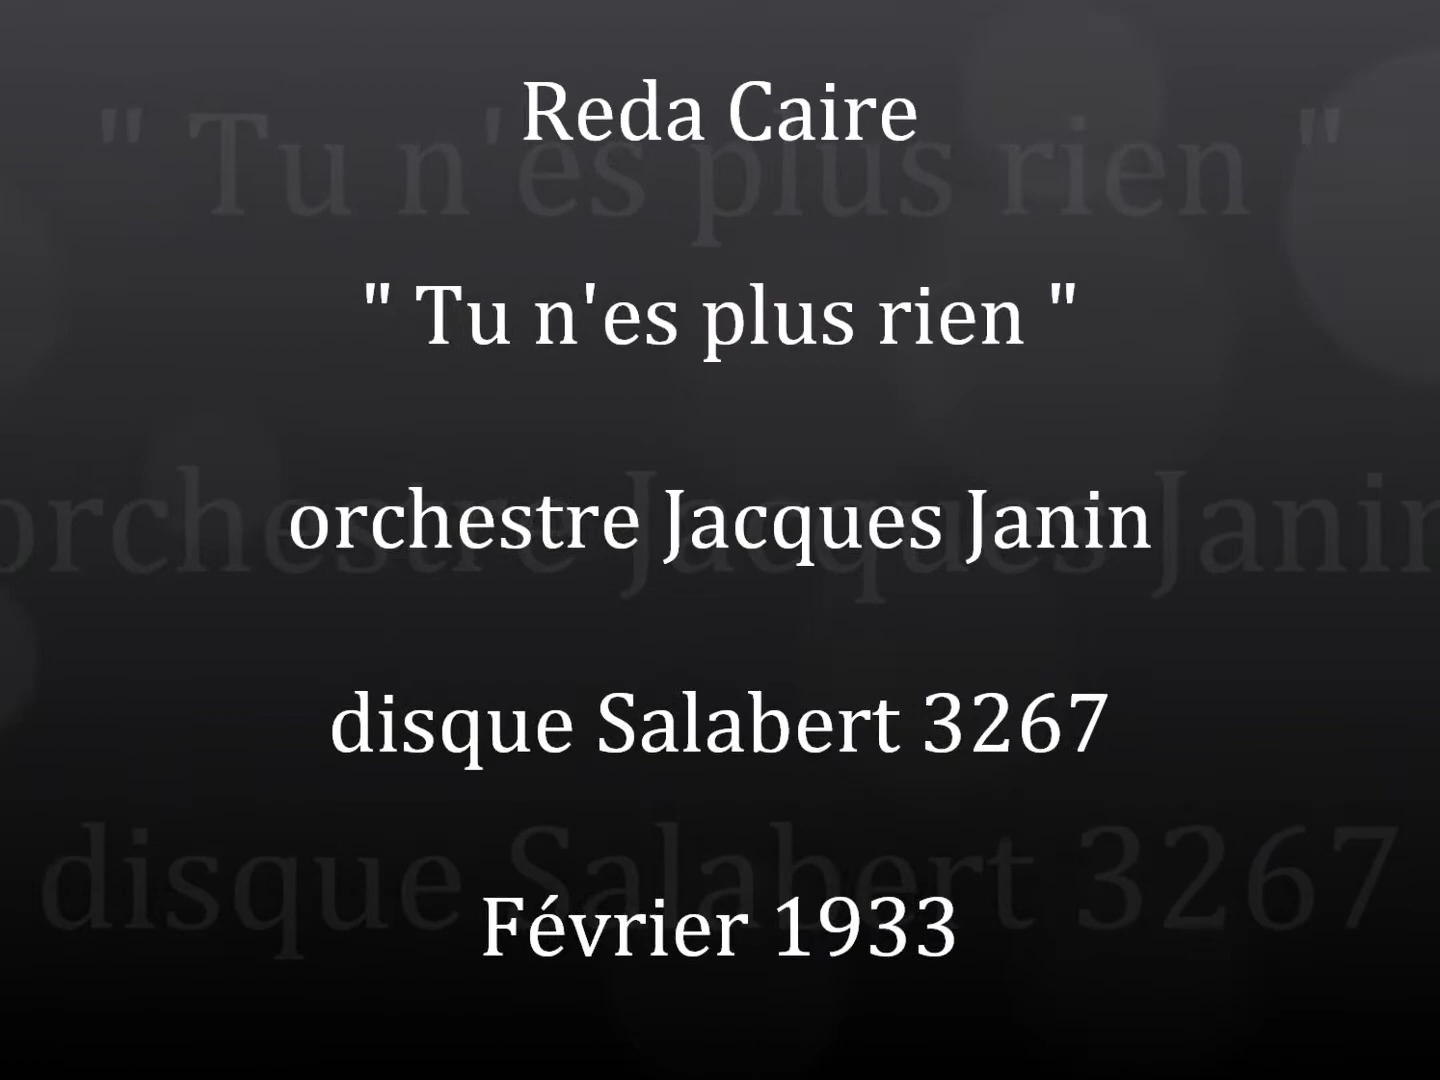 Reda Caire
" Tu n'es plus rien "
orchestre Jacques Janin
disque Salabert 3267
Février 1933